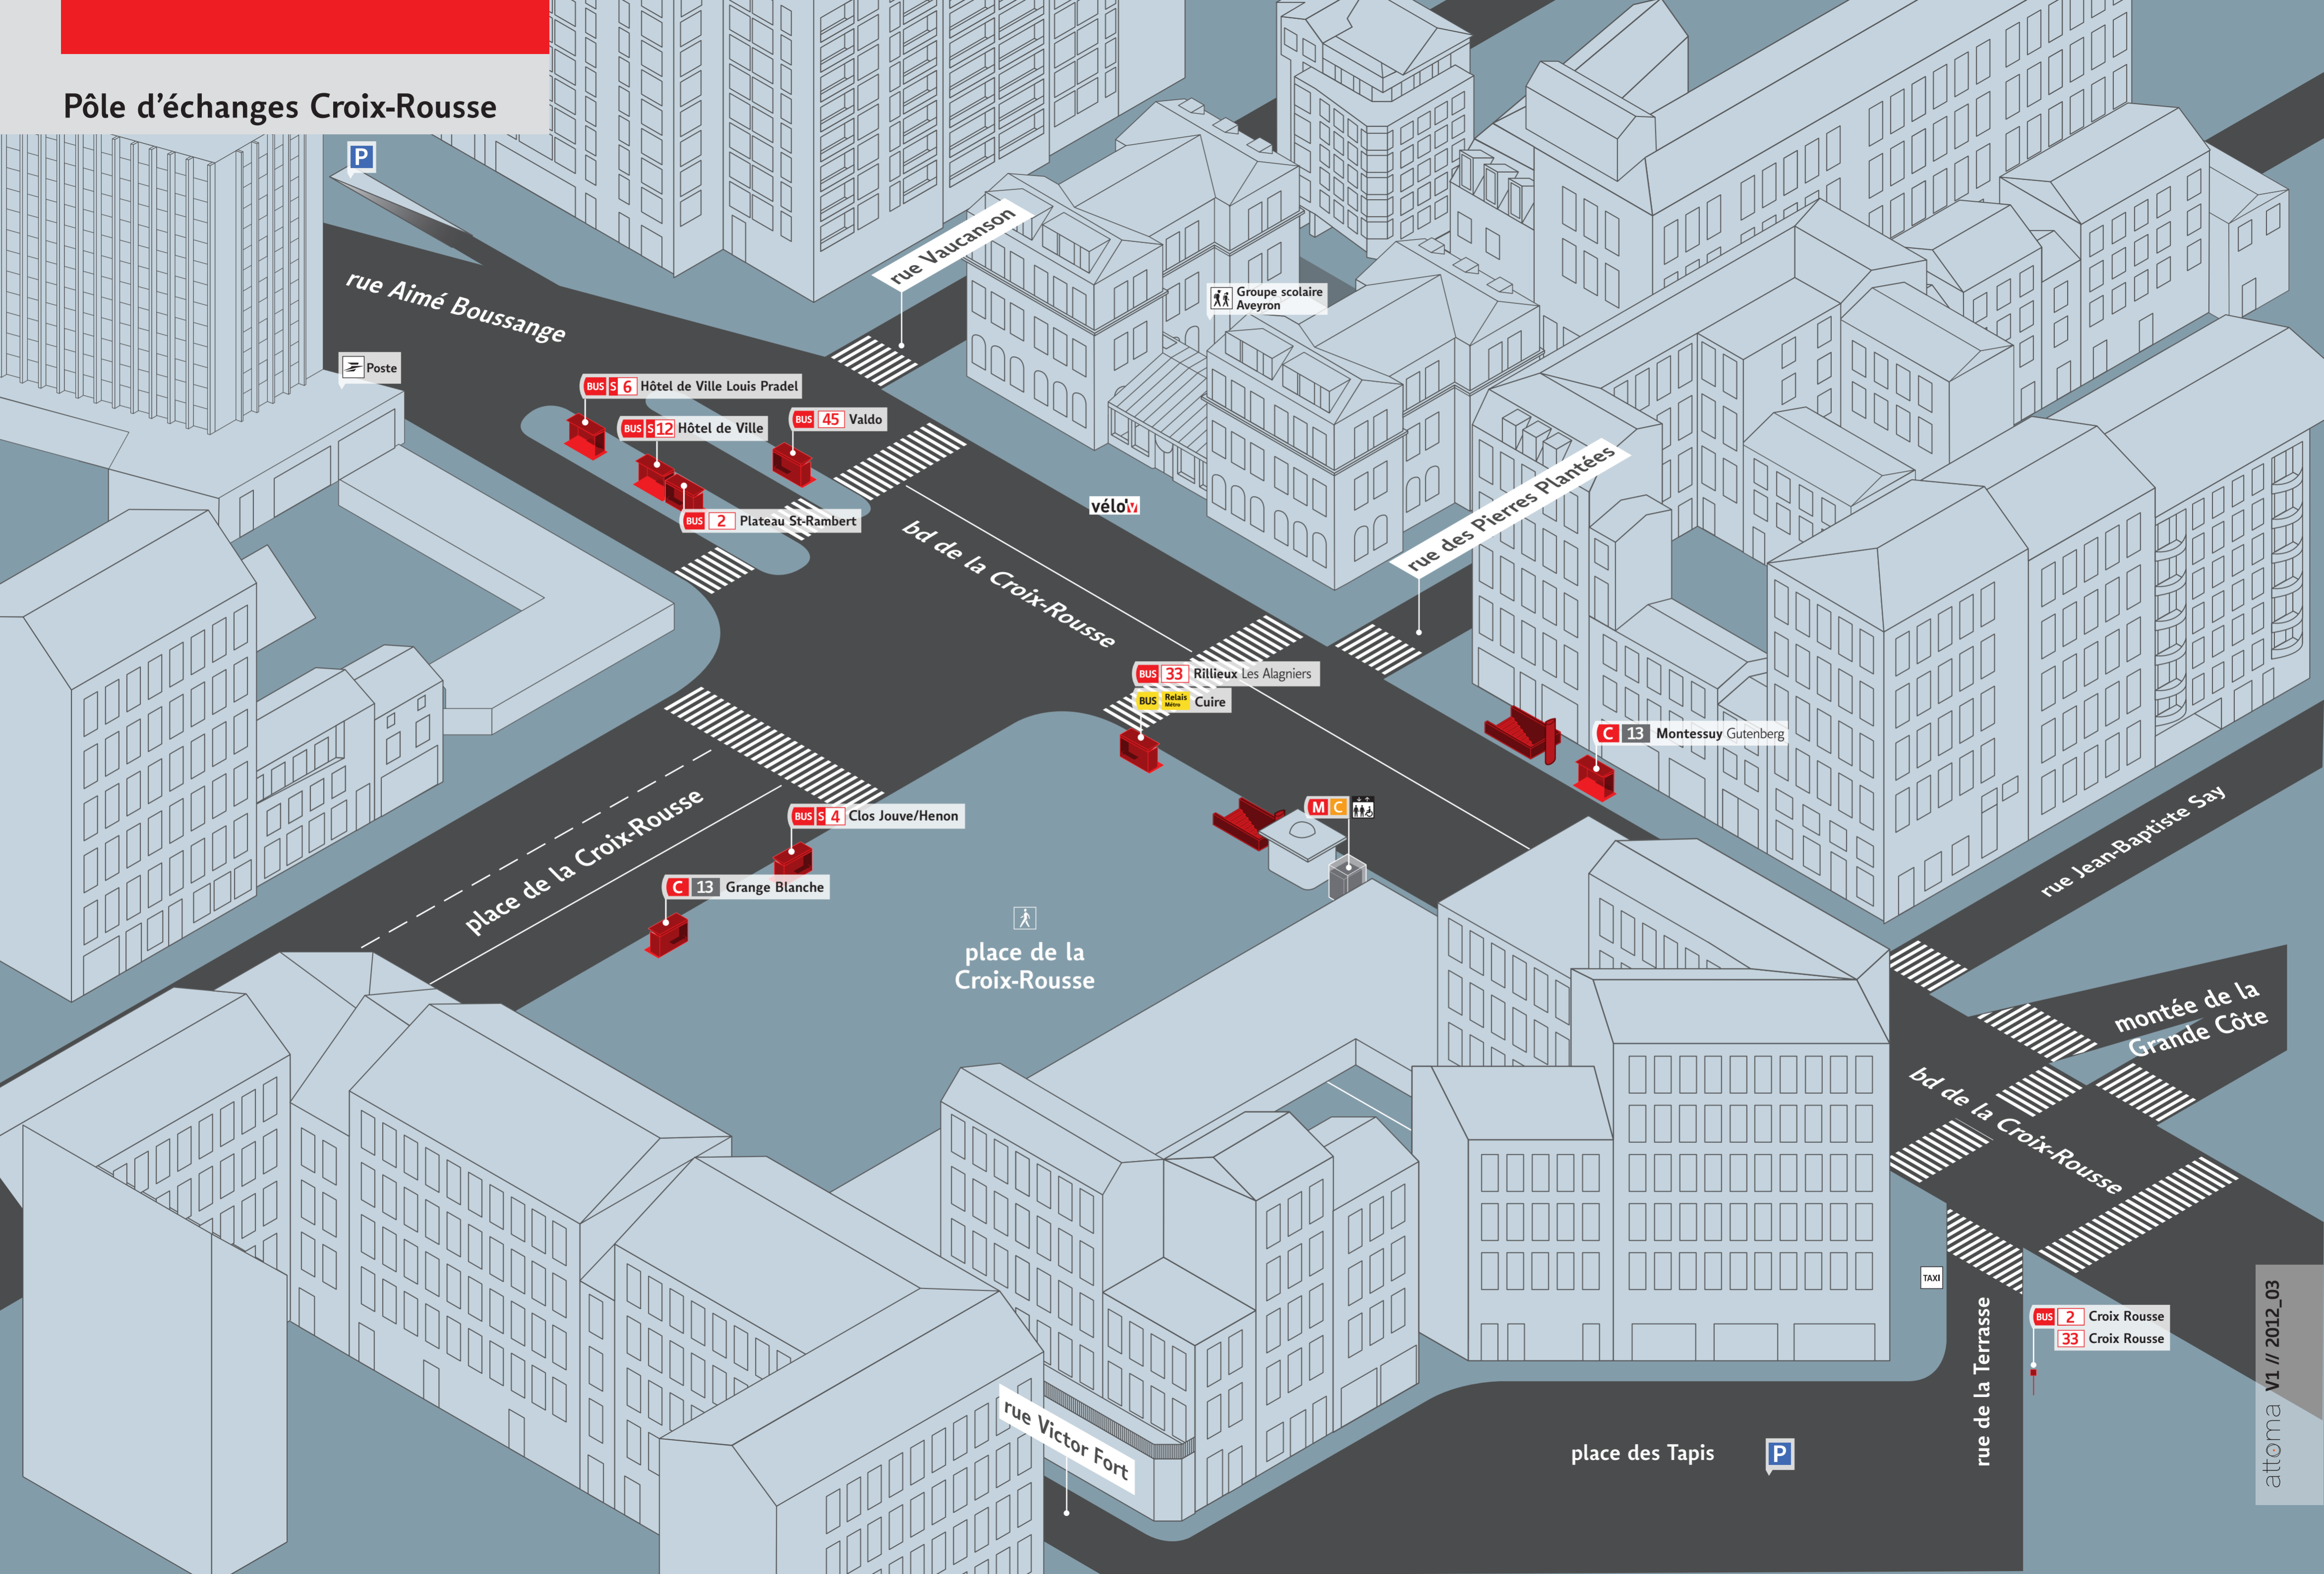 Pôle d’échanges Croix-Rousse
P
rue Vaucanson
rue Aimé Boussange
Groupe scolaire
Aveyron
Poste
BUS S 6 Hôtel de Ville Louis Pradel
BUS S 12 Hôtel de Ville
BUS 45 Valdo
BUS 2 Plateau St-Rambert
vélo'v
rue des Pierres Plantées
bd de la Croix-Rousse
BUS 33 Rillieux Les Alagniers
BUS Relais Métro Cuire
C 13 Montessuy Gutenberg
M C
BUS S 4 Clos Jouve/Henon
place de la Croix-Rousse
C 13 Grange Blanche
rue Jean-Baptiste Say
place de la
Croix-Rousse
montée de la
Grande Côte
bd de la Croix-Rousse
TAXI
BUS 2 Croix Rousse
33 Croix Rousse
rue de la Terrasse
rue Victor Fort
place des Tapis
P
attoma V1 // 2012_03